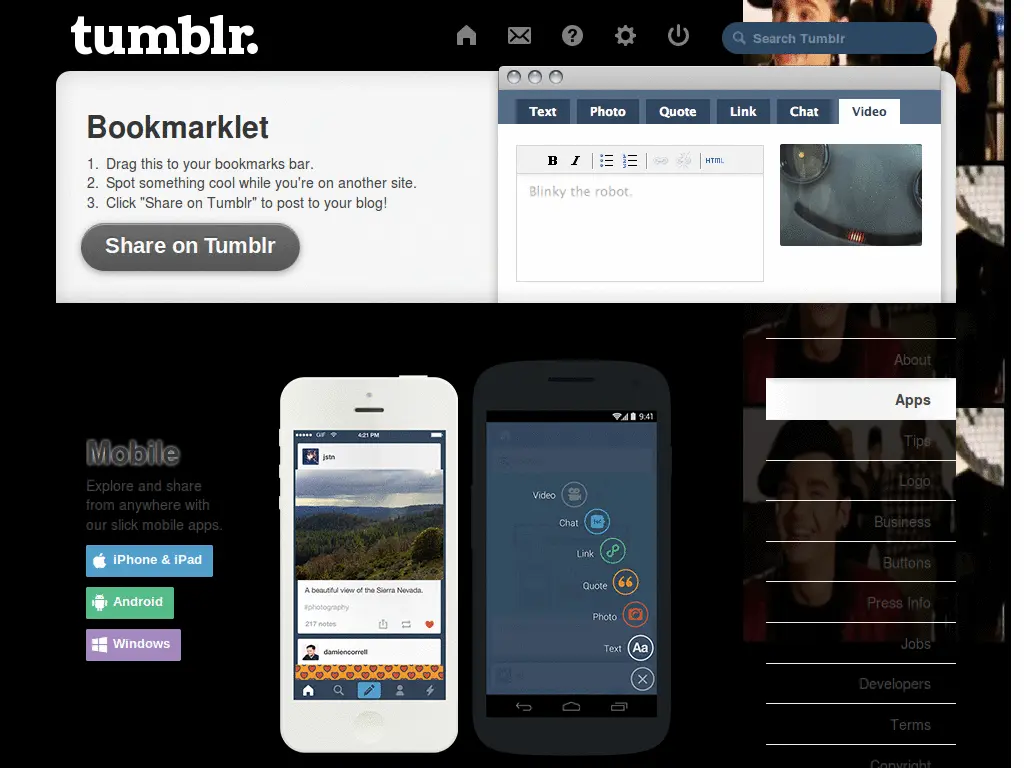 tumblr.
Search Tumblr
Bookmarklet
1. Drag this to your bookmarks bar.
2. Spot something cool while you're on another site.
3. Click "Share on Tumblr" to post to your blog!
Share on Tumblr
Text Photo Quote Link Chat Video
B I HTML
Blinky the robot.
Mobile
Explore and share
from anywhere with
our slick mobile apps.
iPhone & iPad
Android
Windows
GIF 4:21 PM
jstn
A beautiful view of the Sierra Nevada.
#photography
217 notes
damiencorrell
9:41
Video
Chat
Link
Quote
Photo
Text Aa
About
Apps
Tips
Logo
Business
Buttons
Press Info
Jobs
Developers
Terms
Copyright